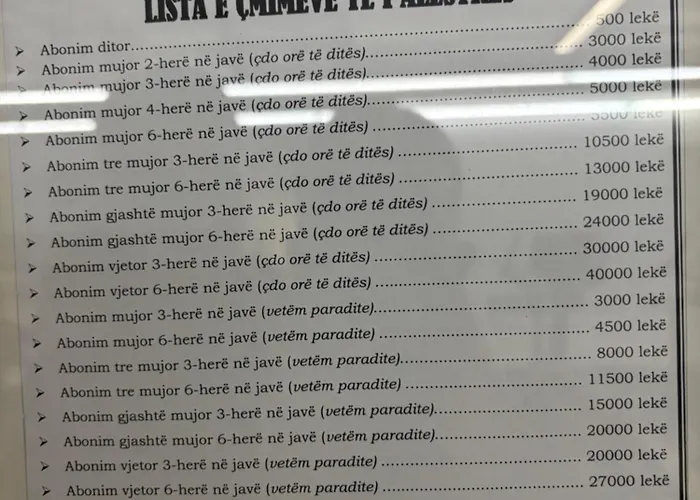 LISTA E ÇMIMEVE TË PALESTRËS
➢ Abonim ditor.......................................................... 500 lekë
➢ Abonim mujor 2-herë në javë (çdo orë të ditës)................................ 3000 lekë
➢ Abonim mujor 3-herë në javë (çdo orë të ditës)................................ 4000 lekë
➢ Abonim mujor 4-herë në javë (çdo orë të ditës)................................ 5000 lekë
➢ Abonim mujor 6-herë në javë (çdo orë të ditës) ............................... 5500 lekë
➢ Abonim tre mujor 3-herë në javë (çdo orë të ditës) .......................... 10500 lekë
➢ Abonim tre mujor 6-herë në javë (çdo orë të ditës) .......................... 13000 lekë
➢ Abonim gjashtë mujor 3-herë në javë (çdo orë të ditës) ..................... 19000 lekë
➢ Abonim gjashtë mujor 6-herë në javë (çdo orë të ditës) ..................... 24000 lekë
➢ Abonim vjetor 3-herë në javë (çdo orë të ditës) .............................. 30000 lekë
➢ Abonim vjetor 6-herë në javë (çdo orë të ditës) .............................. 40000 lekë
➢ Abonim mujor 3-herë në javë (vetëm paradite)................................ 3000 lekë
➢ Abonim mujor 6-herë në javë (vetëm paradite) ............................... 4500 lekë
➢ Abonim tre mujor 3-herë në javë (vetëm paradite)........................... 8000 lekë
➢ Abonim tre mujor 6-herë në javë (vetëm paradite) .......................... 11500 lekë
➢ Abonim gjashtë mujor 3-herë në javë (vetëm paradite)...................... 15000 lekë
➢ Abonim gjashtë mujor 6-herë në javë (vetëm paradite)...................... 20000 lekë
➢ Abonim vjetor 3-herë në javë (vetëm paradite) .............................. 20000 lekë
➢ Abonim vjetor 6-herë në javë (vetëm paradite) .............................. 27000 lekë